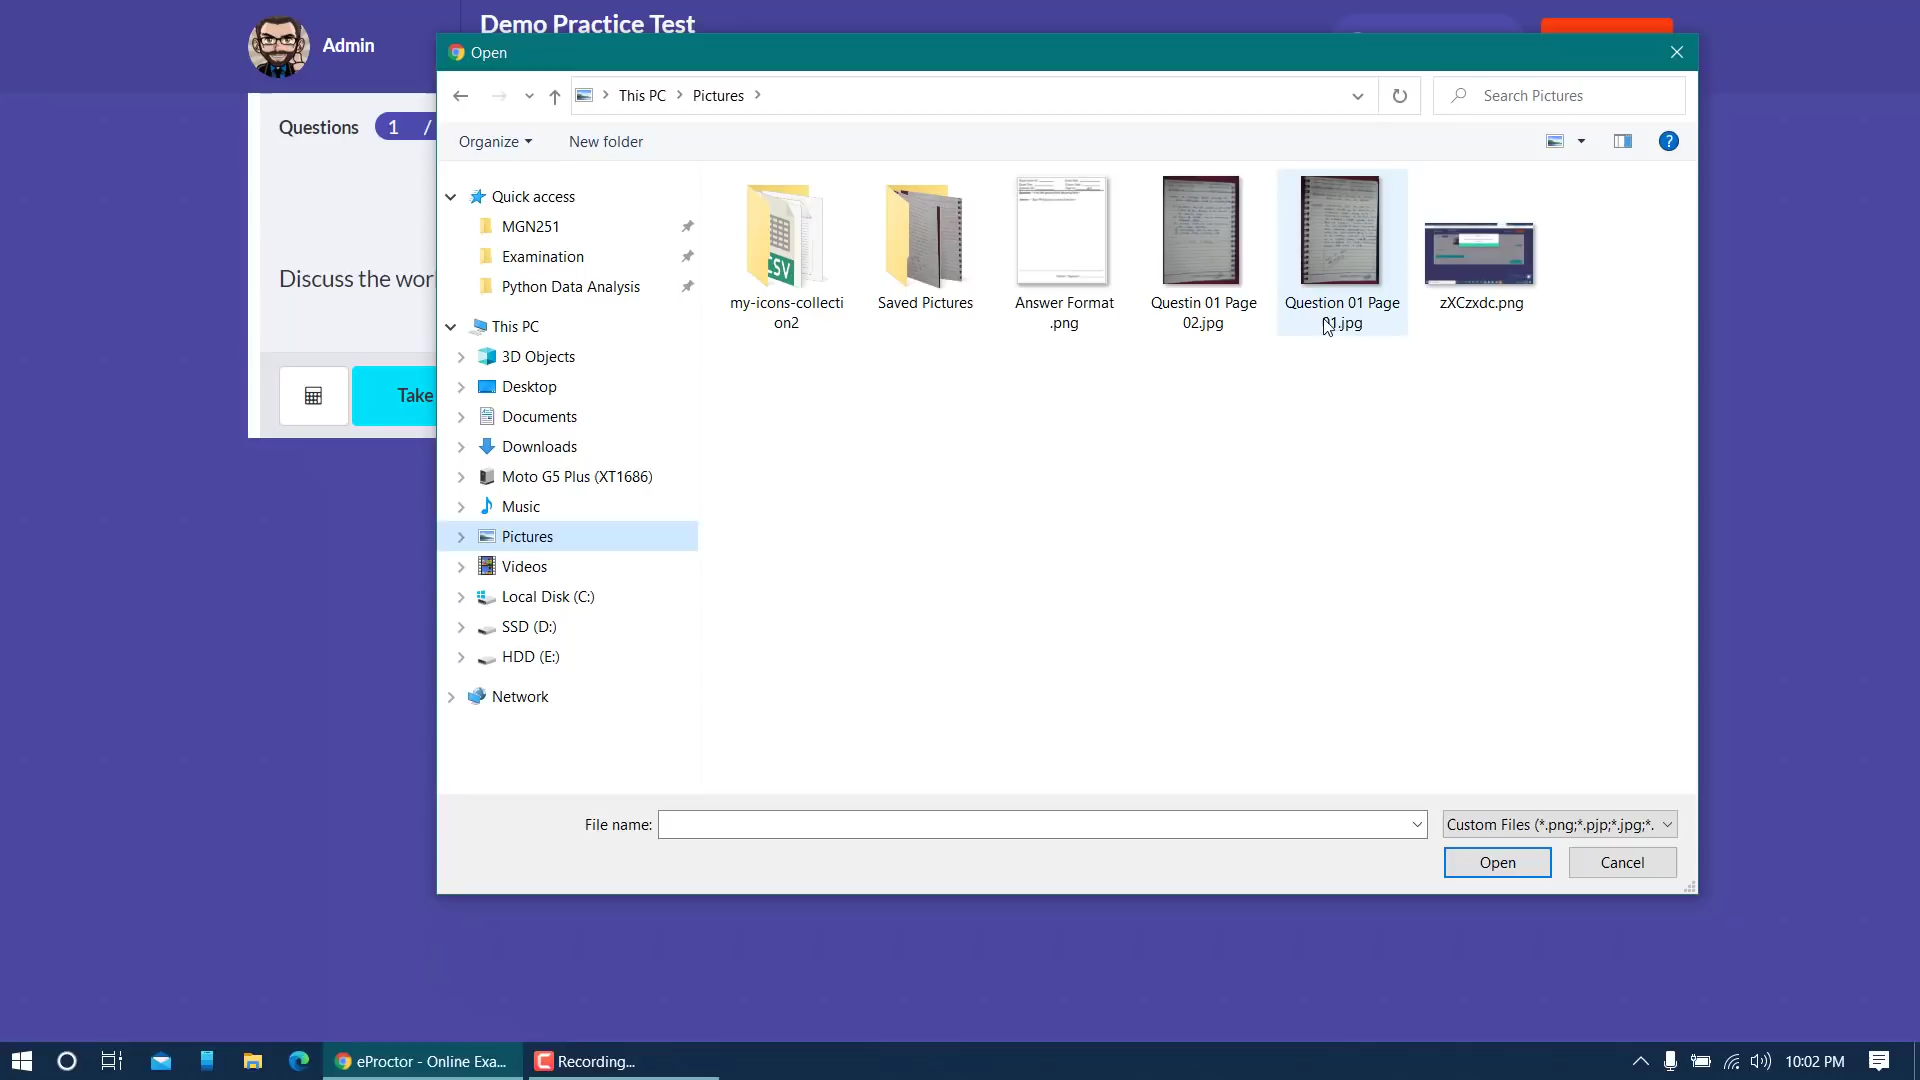 Demo Practice Test
Admin
Open
This PC
Pictures
Search Pictures
Questions 1 /
Organize
New folder
Quick access
MGN251
Examination
Python Data Analysis
This PC
3D Objects
Desktop
Documents
Downloads
Moto G5 Plus (XT1686)
Music
Pictures
Videos
Local Disk (C:)
SSD (D:)
HDD (E:)
Network
CSV
my-icons-collecti
on2
Saved Pictures
Answer Format
.png
Questin 01 Page
02.jpg
Question 01 Page
01.jpg
zXCzxdc.png
Discuss the wor
Take
File name:
Custom Files (*.png;*.pjp;*.jpg;*.
Open
Cancel
eProctor - Online Exa...
Recording...
10:02 PM